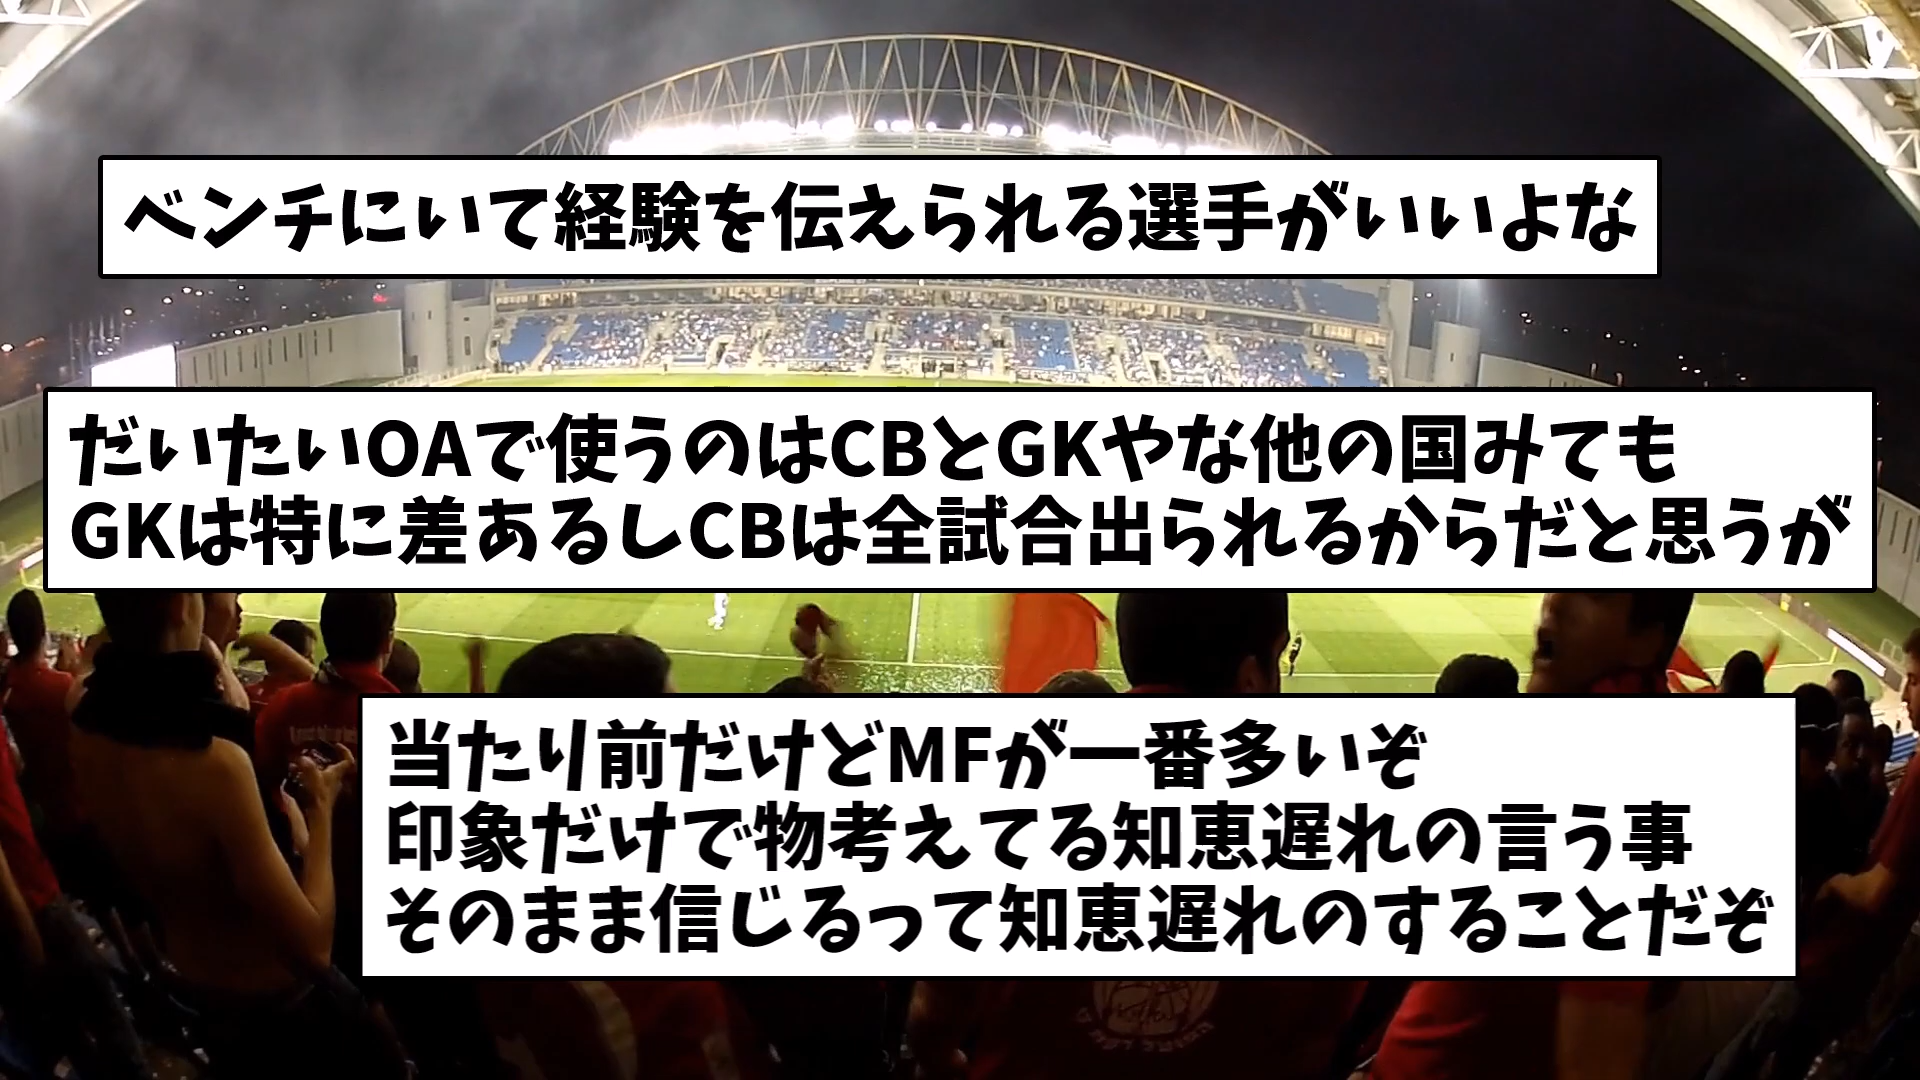 ベンチにいて経験を伝えられる選手がいいよな
だいたいOAで使うのはCBとGKやな他の国みても
GKは特に差あるしCBは全試合出られるからだと思うが
当たり前だけどMFが一番多いぞ
印象だけで物考えてる知恵遅れの言う事
そのまま信じるって知恵遅れのすることだぞ